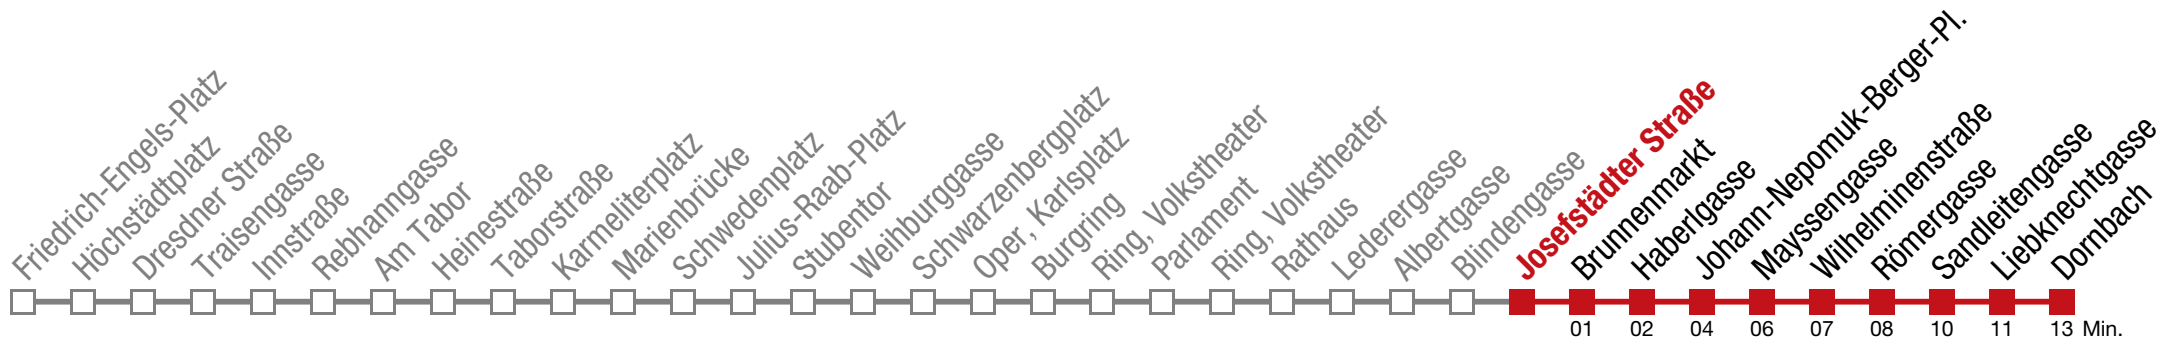 Friedrich-Engels-Platz
Höchstädtplatz
Dresdner Straße
Traisengasse
Innstraße
Rebhanngasse
Am Tabor
Heinestraße
Taborstraße
Karmeliterplatz
Marienbrücke
Schwedenplatz
Julius-Raab-Platz
Stubentor
Weihburggasse
Schwarzenbergplatz
Oper, Karlsplatz
Burgring
Ring, Volkstheater
Parlament
Ring, Volkstheater
Rathaus
Lederergasse
Albertgasse
Blindengasse
Josefstädter Straße
Brunnenmarkt
Haberlgasse
Johann-Nepomuk-Berger-Pl.
Mayssengasse
Wilhelminenstraße
Römergasse
Sandleitengasse
Liebknechtgasse
Dornbach
01 02 04 06 07 08 10 11 13 Min.